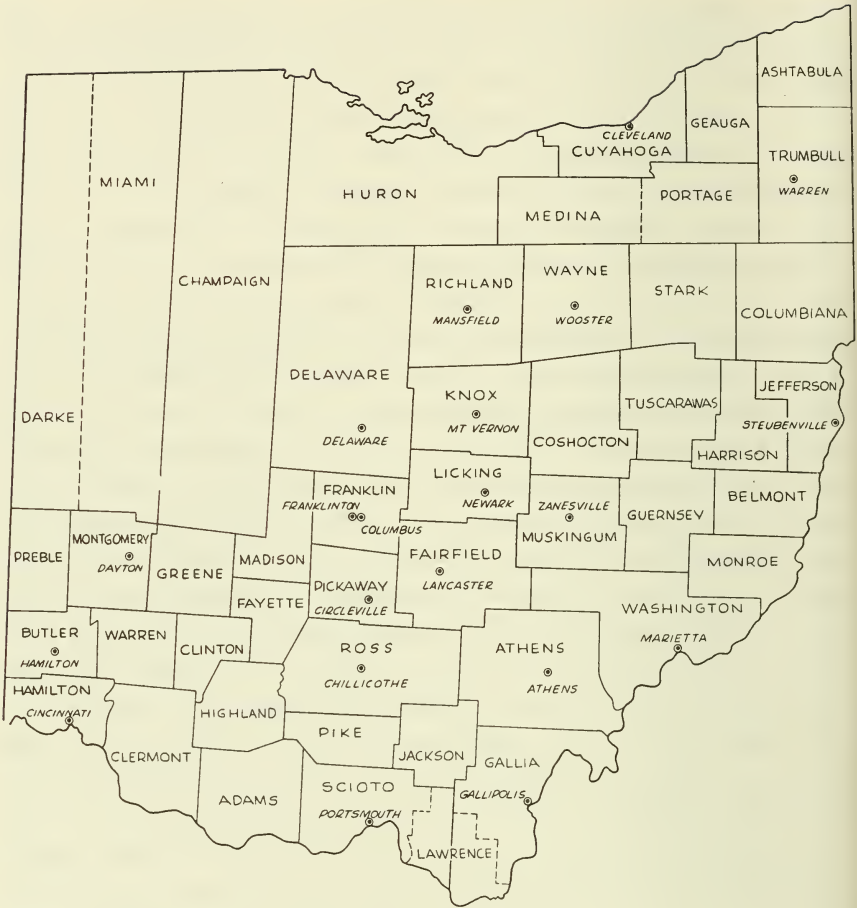 ASHTABULA
GEAUGA
CLEVELAND
CUYAHOGA
TRUMBULL
WARREN
MIAMI
HURON
MEDINA
PORTAGE
CHAMPAIGN
RICHLAND
MANSFIELD
WAYNE
WOOSTER
STARK
COLUMBIANA
DELAWARE
DELAWARE
KNOX
MT VERNON
COSHOCTON
TUSCARAWAS
JEFFERSON
STEUBENVILLE
HARRISON
DARKE
FRANKLIN
FRANKLINTON
COLUMBUS
LICKING
NEWARK
ZANESVILLE
MUSKINGUM
GUERNSEY
BELMONT
PREBLE
MONTGOMERY
DAYTON
GREENE
MADISON
FAIRFIELD
LANCASTER
MONROE
FAYETTE
PICKAWAY
CIRCLEVILLE
WASHINGTON
MARIETTA
BUTLER
HAMILTON
WARREN
CLINTON
ROSS
CHILLICOTHE
ATHENS
ATHENS
HAMILTON
CINCINNATI
HIGHLAND
PIKE
JACKSON
GALLIA
GALLIPOLIS
CLERMONT
ADAMS
SCIOTO
PORTSMOUTH
LAWRENCE